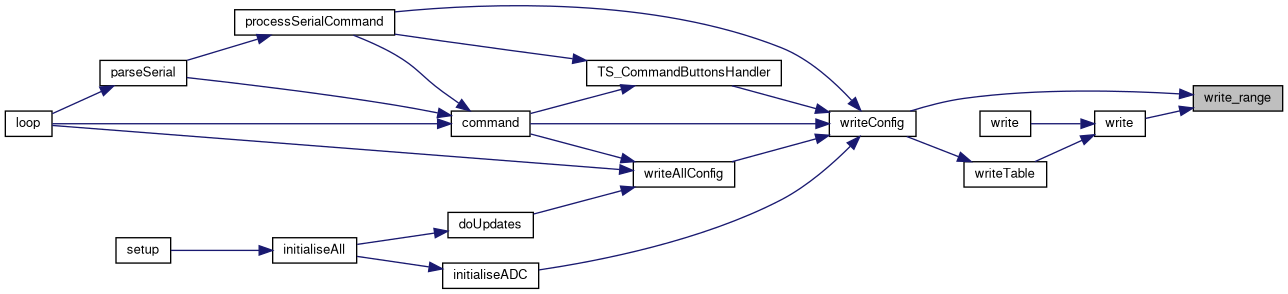 processSerialCommand
parseSerial
TS_CommandButtonsHandler
write_range
loop
command
writeConfig
write
write
writeAllConfig
writeTable
doUpdates
setup
initialiseAll
initialiseADC